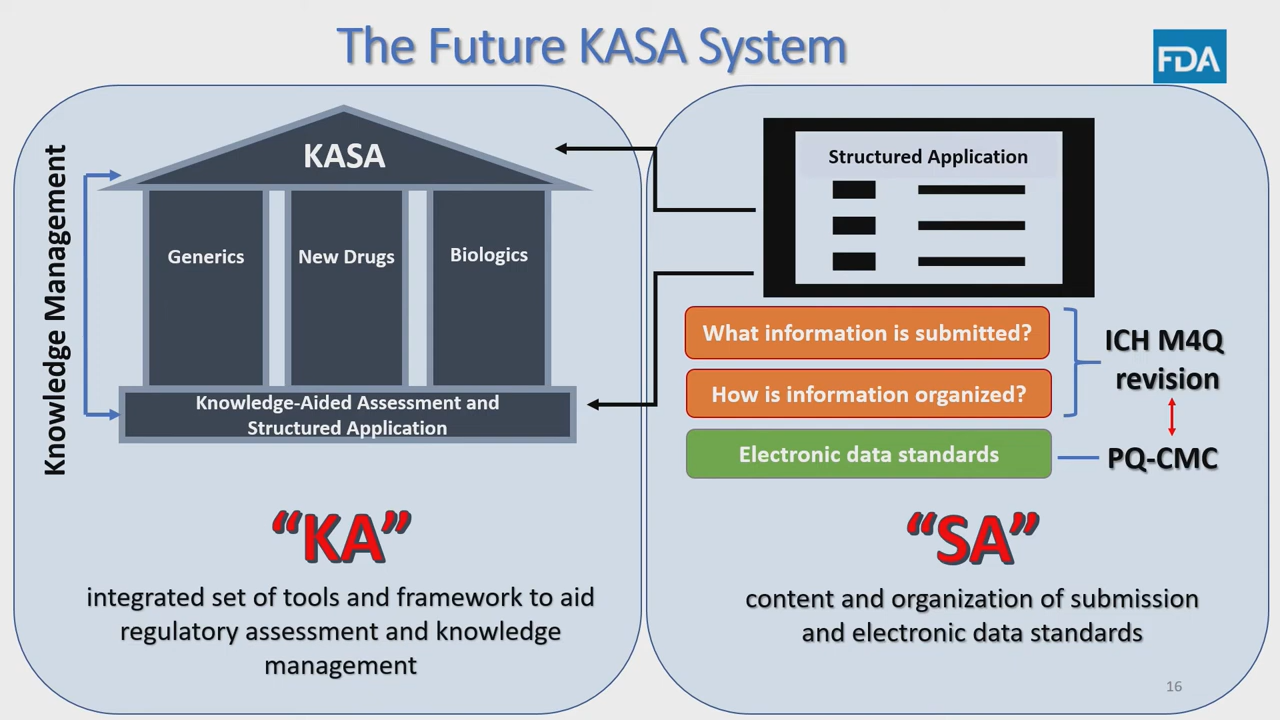 The Future KASA System
FDA
Knowledge Management
KASA
Generics
New Drugs
Biologics
Knowledge-Aided Assessment and
Structured Application
“KA”
integrated set of tools and framework to aid
regulatory assessment and knowledge
management
Structured Application
What information is submitted?
How is information organized?
Electronic data standards
ICH M4Q
revision
PQ-CMC
“SA”
content and organization of submission
and electronic data standards
16